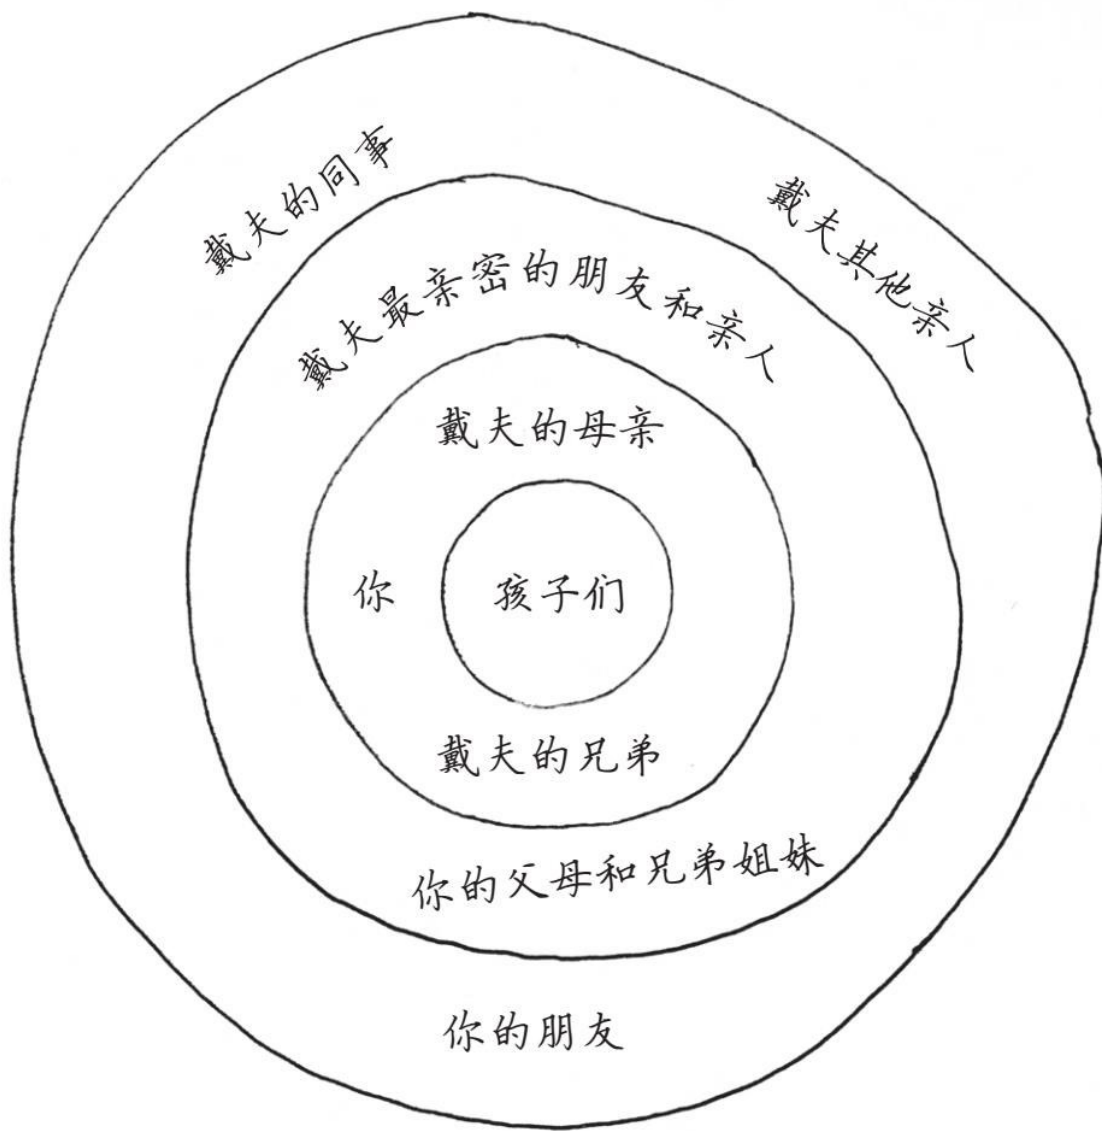 戴夫的同事
戴夫其他亲人
戴夫最亲密的朋友和亲人
戴夫的母亲
你
孩子们
戴夫的兄弟
你的父母和兄弟姐妹
你的朋友